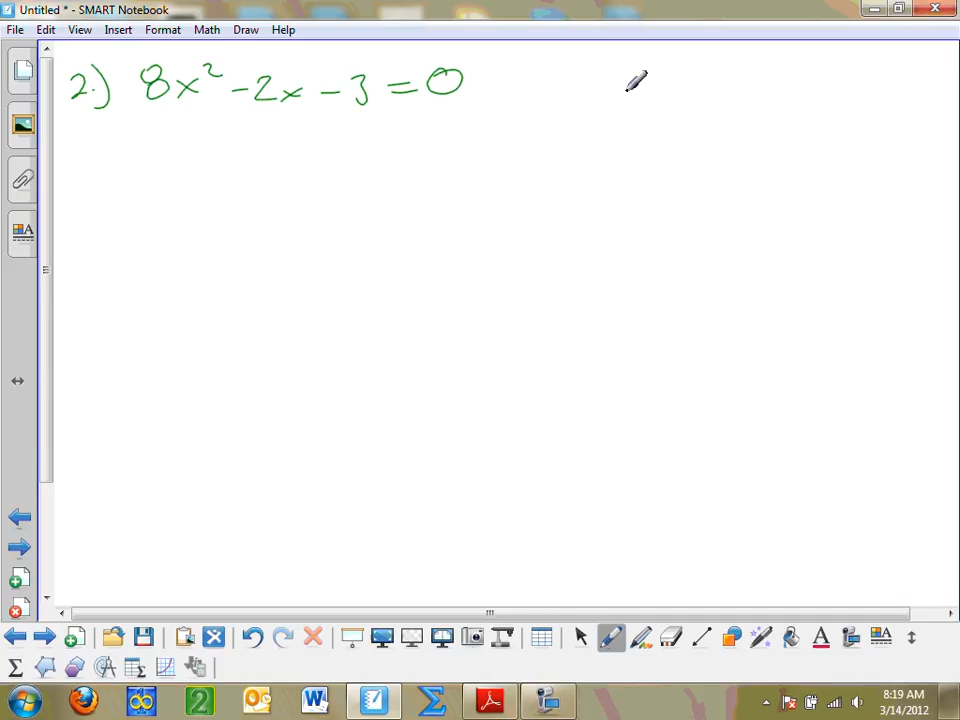 Untitled * - SMART Notebook
File Edit View Insert Format Math Draw Help
2.) 8x² - 2x - 3 = 0
8:19 AM
3/14/2012